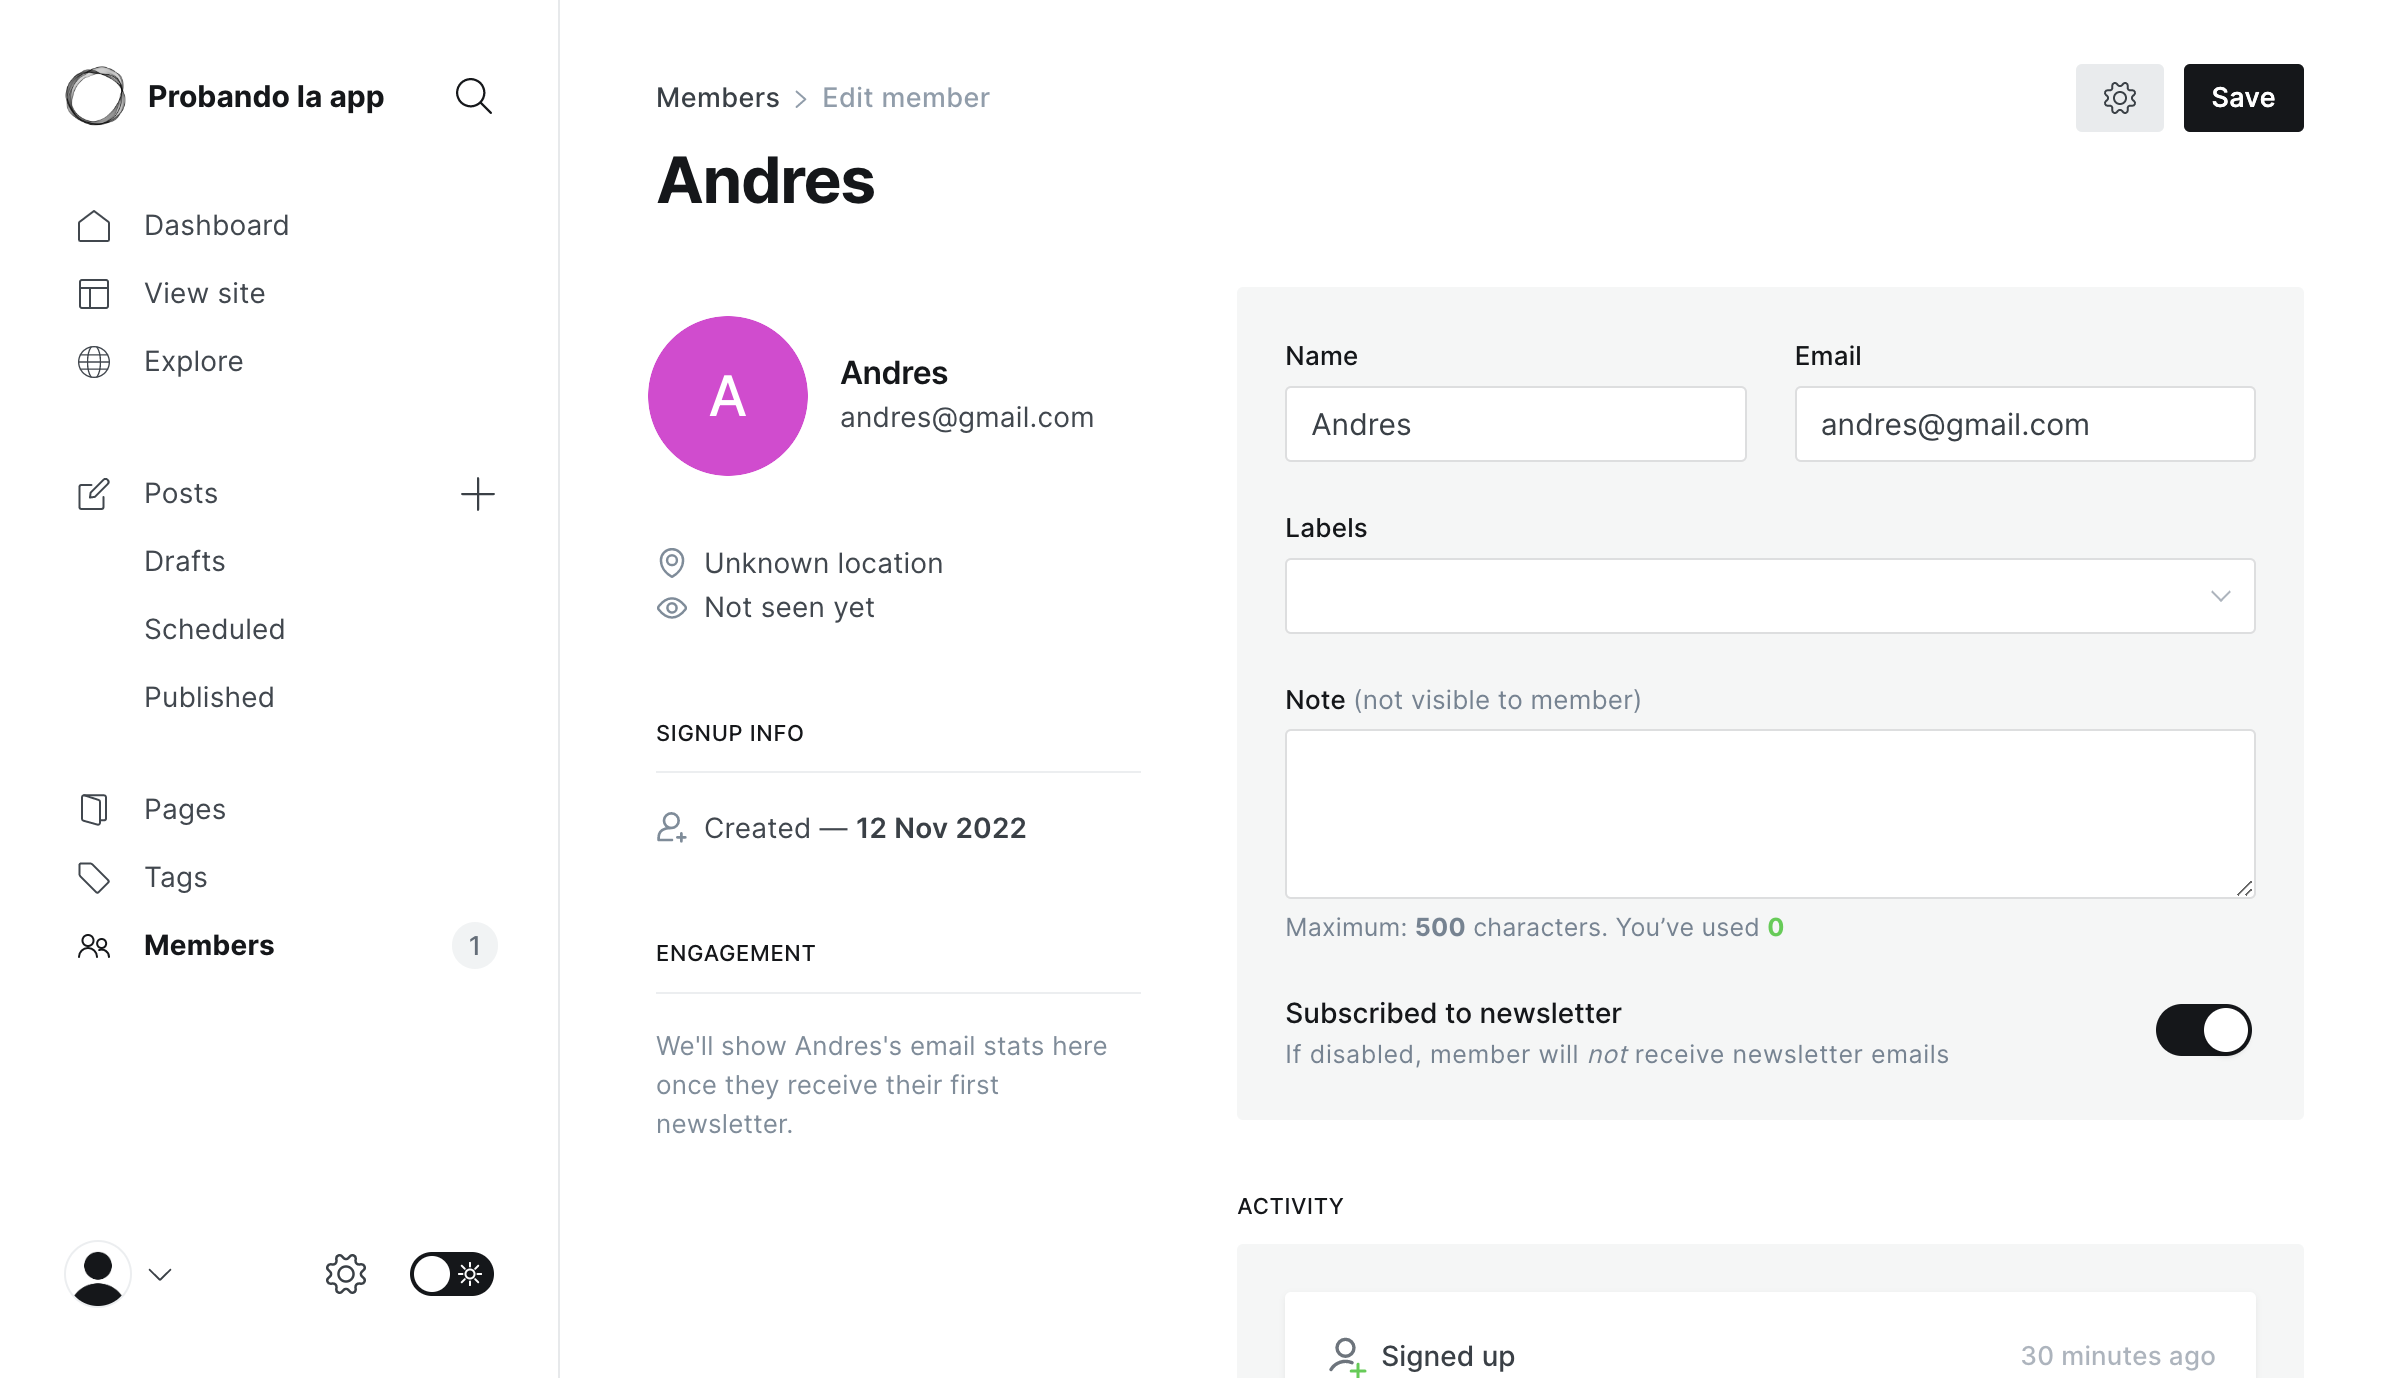 Probando la app
Dashboard
View site
Explore
Posts
Drafts
Scheduled
Published
Pages
Tags
Members 1
Members > Edit member
Save
Andres
A
Andres
andres@gmail.com
Unknown location
Not seen yet
SIGNUP INFO
Created — 12 Nov 2022
ENGAGEMENT
We'll show Andres's email stats here
once they receive their first
newsletter.
Name
Andres
Email
andres@gmail.com
Labels
Note (not visible to member)
Maximum: 500 characters. You’ve used 0
Subscribed to newsletter
If disabled, member will not receive newsletter emails
ACTIVITY
Signed up 30 minutes ago